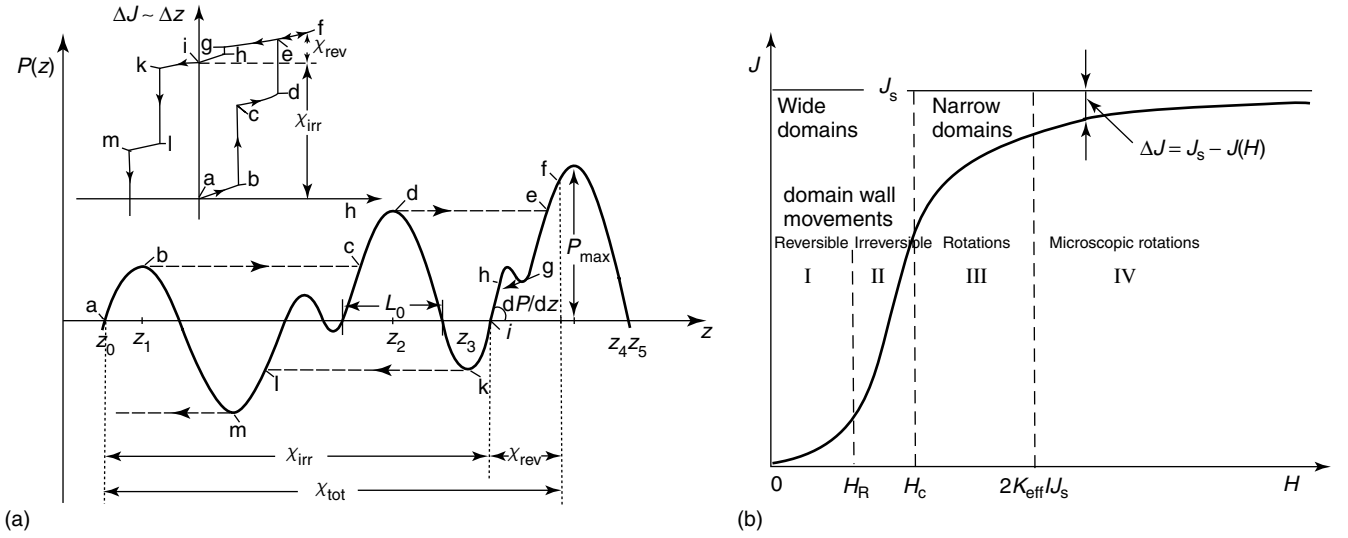 ΔJ ~ Δz
P(z)
f
g
i
h
e
χrev
k
d
c
χirr
m
l
a
b
h
d
f
e
b
c
Pmax
h
g
a
L0
dP/dz
z0
z1
z2
z3
i
z4 z5
z
l
k
m
χirr
χrev
χtot
(a)
J
Js
Wide
domains
Narrow
domains
ΔJ = Js – J(H)
domain wall
movements
Reversible
Irreversible
Rotations
Microscopic rotations
I
II
III
IV
0
HR
Hc
2Keff/Js
H
(b)